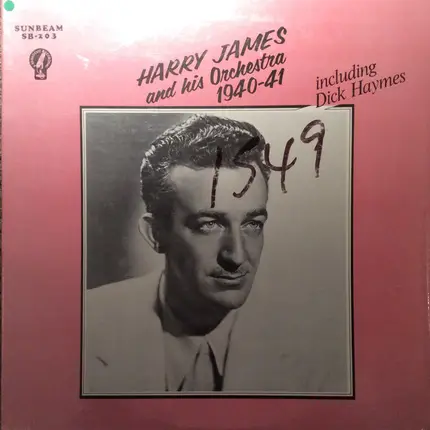 SUNBEAM
SB-203
HARRY JAMES
and his Orchestra
1940-41
including
Dick Haymes
1549